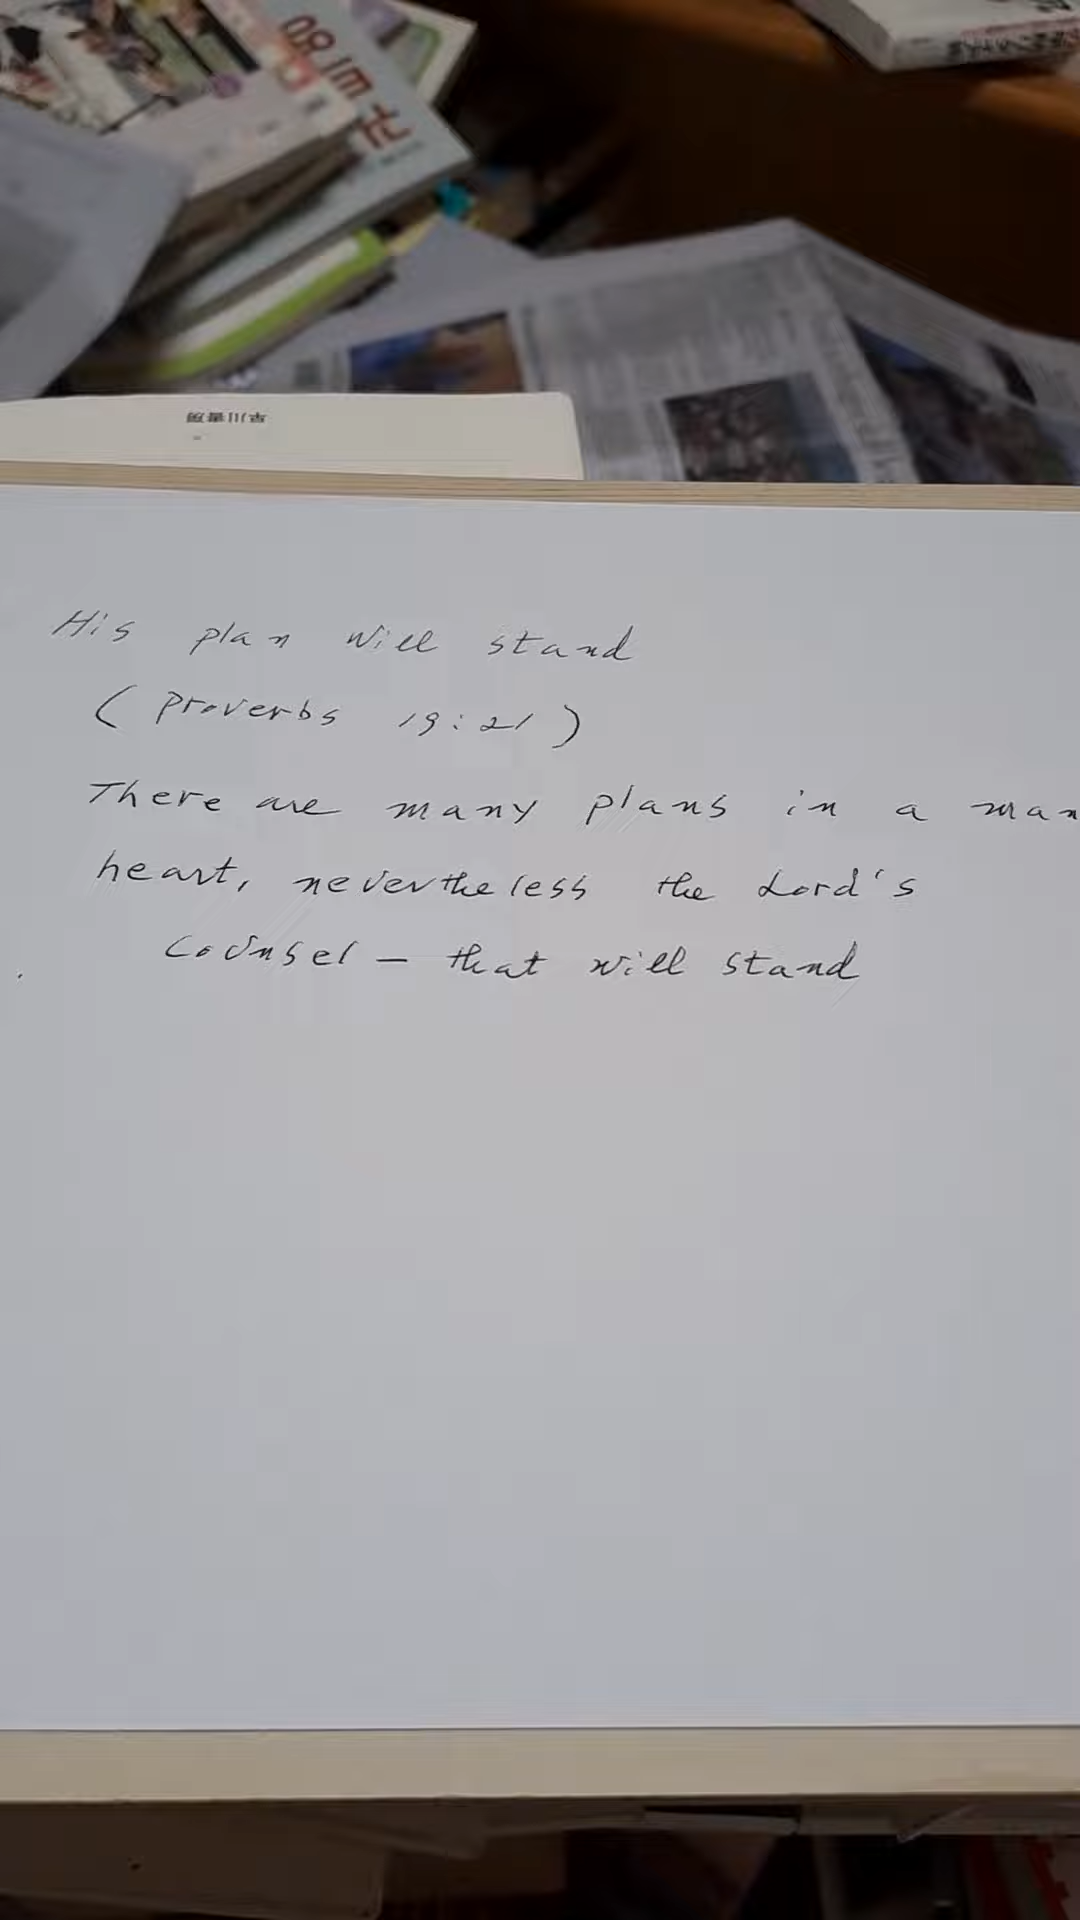 His plan will stand
(Proverbs 19:21)
There are many plans in a man
heart, nevertheless the Lord's
counsel — that will stand